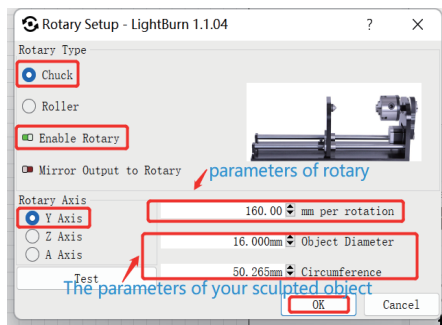 Rotary Setup - LightBurn 1.1.04 ? X
Rotary Type
Chuck
Roller
Enable Rotary
Mirror Output to Rotary
parameters of rotary
Rotary Axis
Y Axis
160.00 mm per rotation
Z Axis
16.000mm Object Diameter
A Axis
Test
50.265mm Circumference
The parameters of your sculpted object
OK Cancel